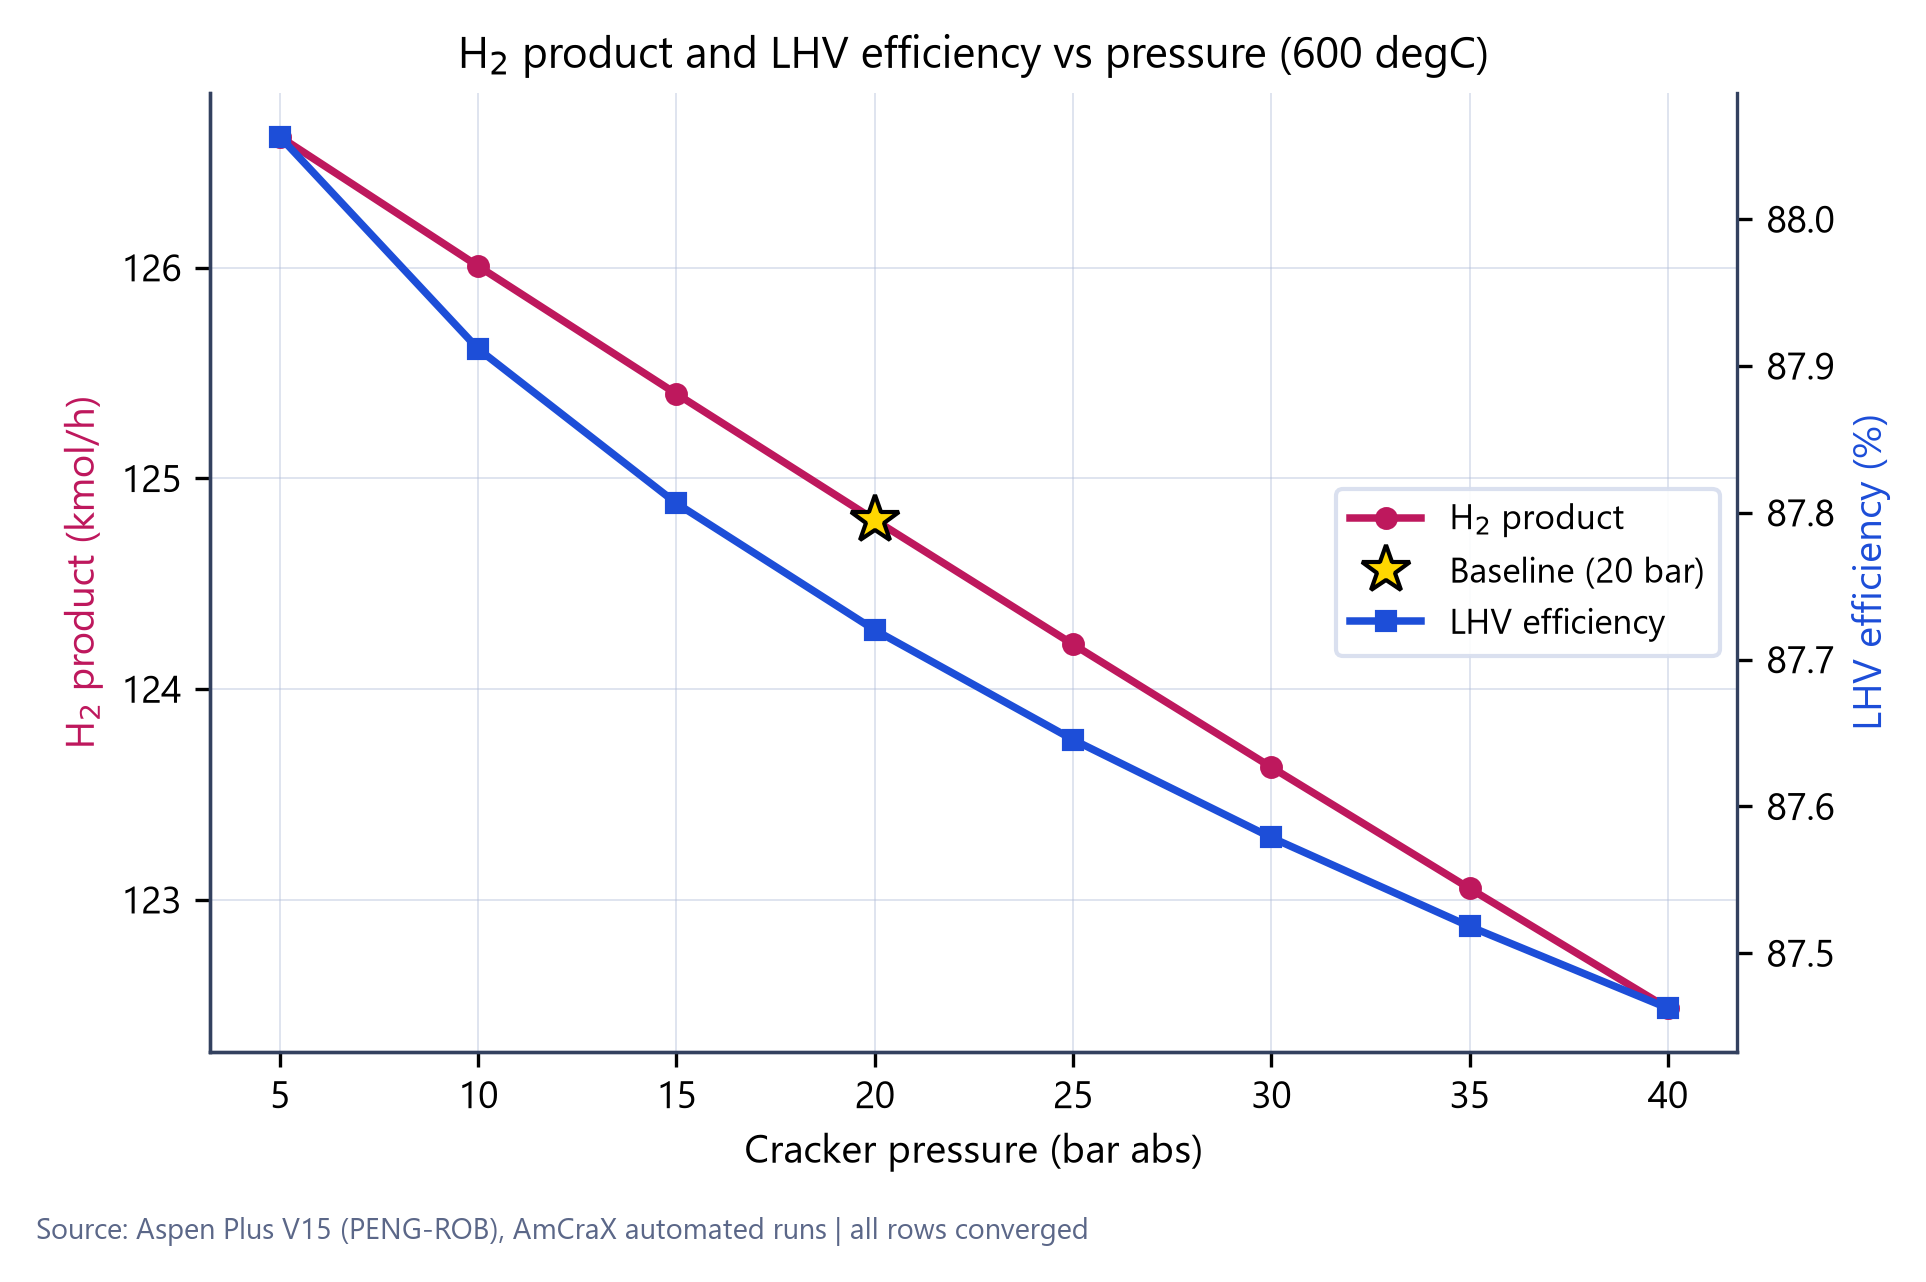 H₂ product and LHV efficiency vs pressure (600 degC)
H₂ product (kmol/h)
126
125
124
123
88.0
87.9
87.8
87.7
87.6
87.5
LHV efficiency (%)
H₂ product
Baseline (20 bar)
LHV efficiency
5 10 15 20 25 30 35 40
Cracker pressure (bar abs)
Source: Aspen Plus V15 (PENG-ROB), AmCraX automated runs | all rows converged